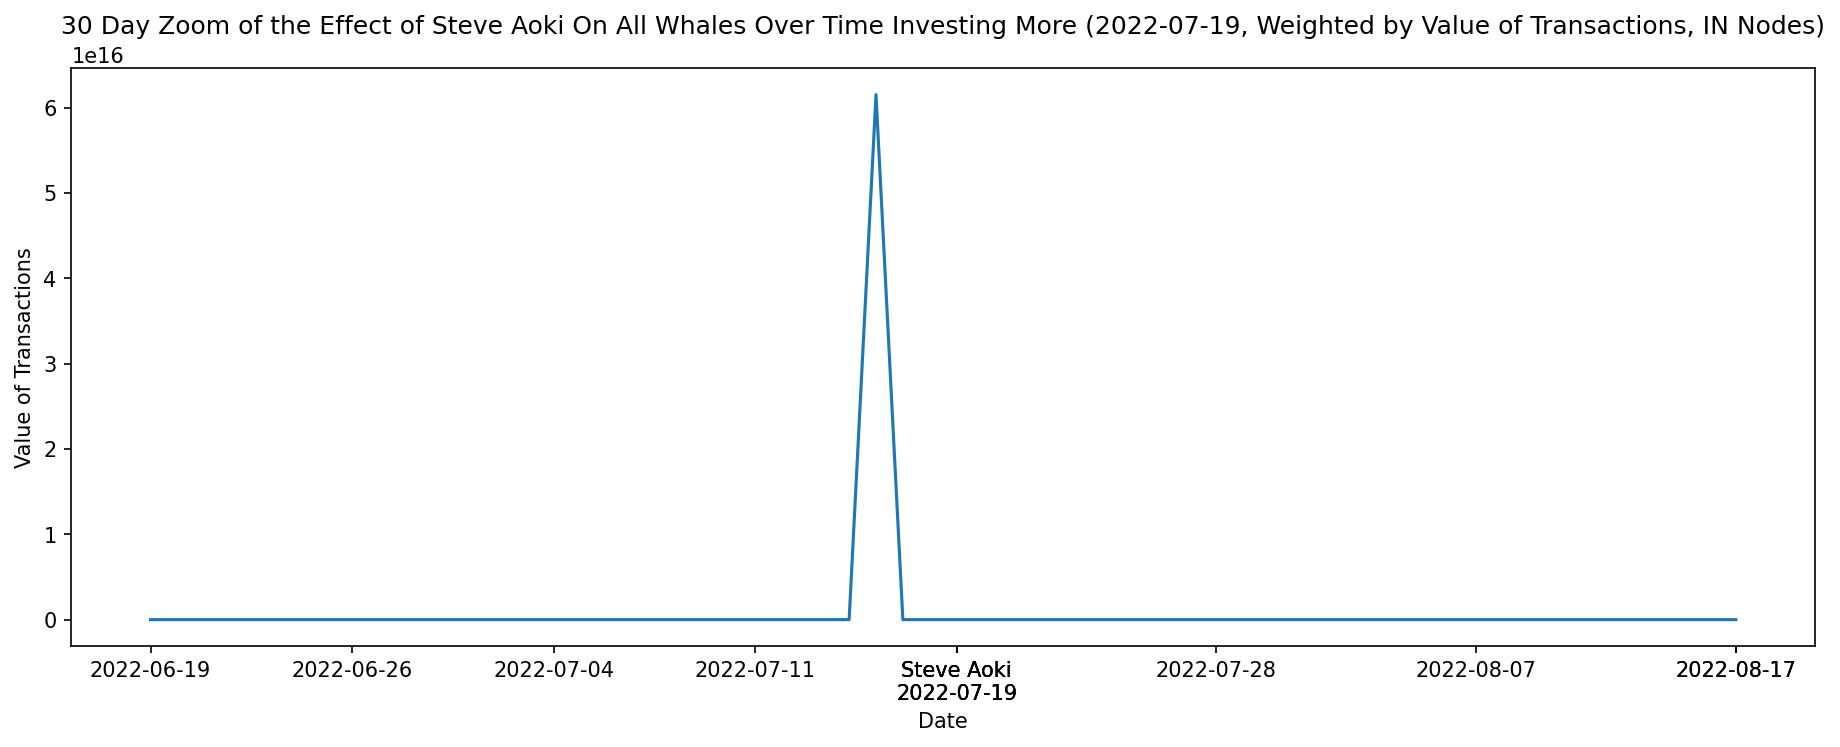 30 Day Zoom of the Effect of Steve Aoki On All Whales Over Time Investing More (2022-07-19, Weighted by Value of Transactions, IN Nodes)
1e16
6
5
4
3
2
1
0
Value of Transactions
2022-06-19 2022-06-26 2022-07-04 2022-07-11 Steve Aoki 2022-07-28 2022-08-07 2022-08-17
2022-07-19
Date